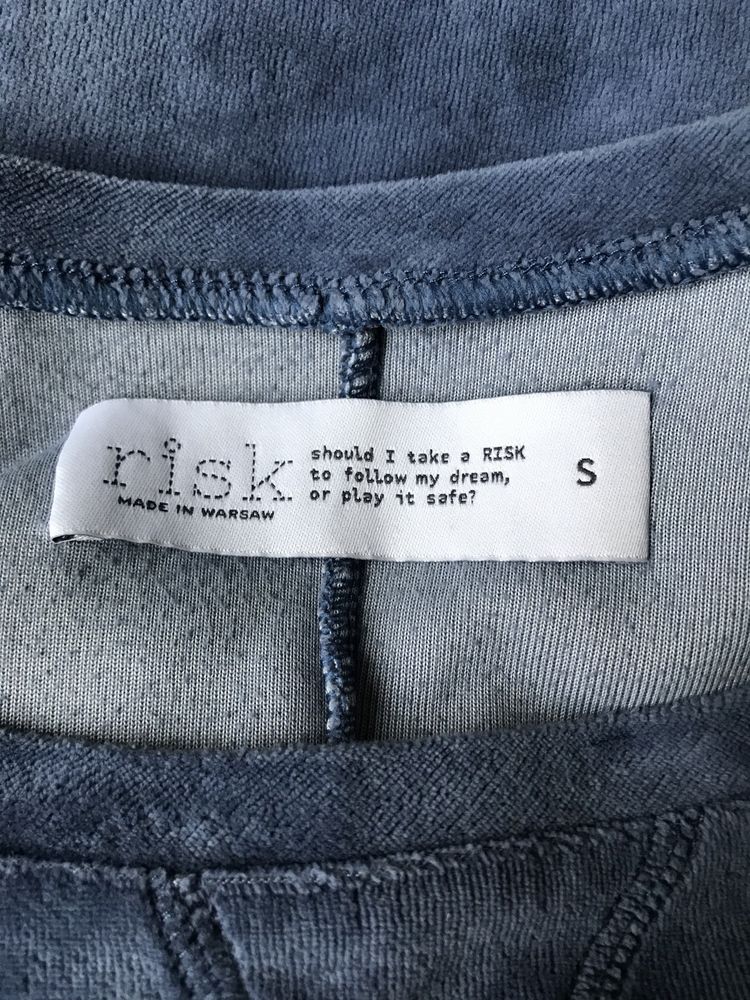 risk
MADE IN WARSAW
should I take a RISK
to follow my dream,
or play it safe?
S